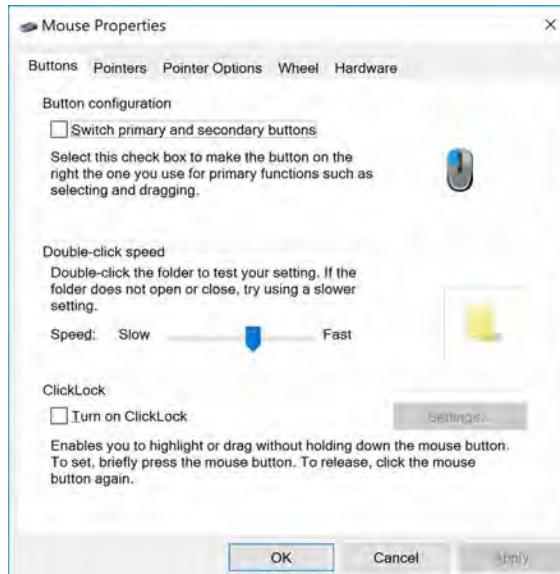 Mouse Properties
Buttons Pointers Pointer Options Wheel Hardware
Button configuration
Switch primary and secondary buttons
Select this check box to make the button on the
right the one you use for primary functions such as
selecting and dragging.
Double-click speed
Double-click the folder to test your setting. If the
folder does not open or close, try using a slower
setting.
Speed: Slow Fast
ClickLock
Turn on ClickLock Settings...
Enables you to highlight or drag without holding down the mouse button.
To set, briefly press the mouse button. To release, click the mouse
button again.
OK Cancel Apply